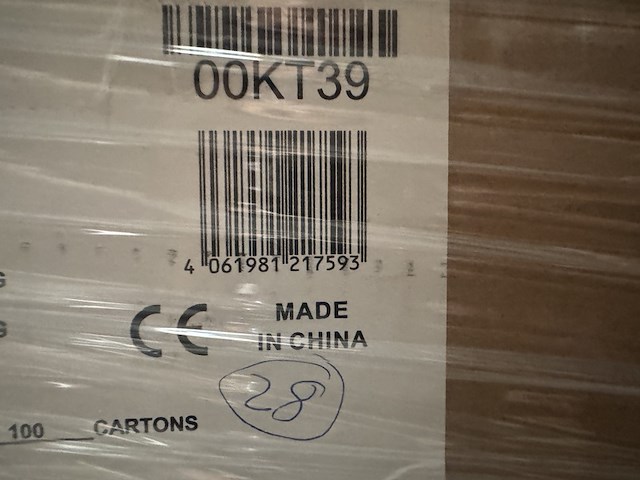 00KT39
4 061981 217593
G
G
CE MADE
IN CHINA
28
100 CARTONS